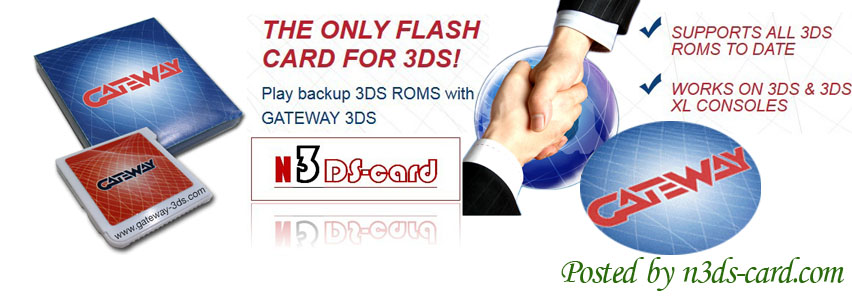 GATEWAY
GATEWAY
www.gateway-3ds.com
THE ONLY FLASH
CARD FOR 3DS!
Play backup 3DS ROMS with
GATEWAY 3DS
N3DS-card
N3DS-card
SUPPORTS ALL 3DS
ROMS TO DATE
WORKS ON 3DS & 3DS
XL CONSOLES
GATEWAY
Posted by n3ds-card.com